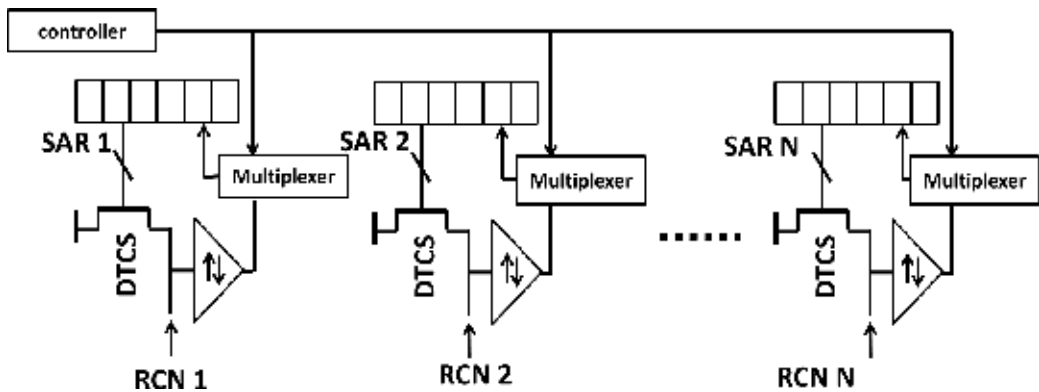 controller
SAR 1
SAR 2
SAR N
Multiplexer
Multiplexer
Multiplexer
DTCS
DTCS
DTCS
RCN 1
RCN 2
RCN N